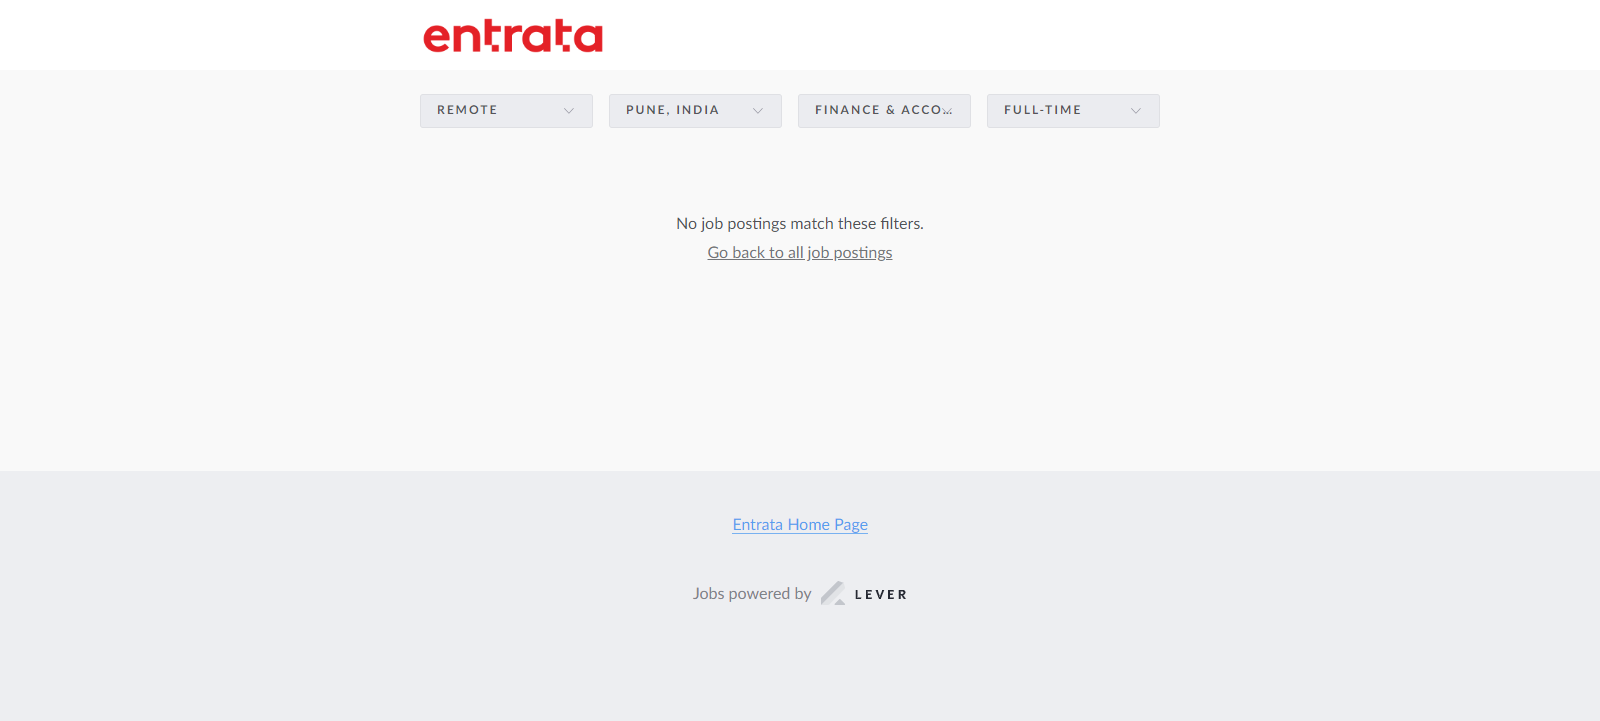 entrata
REMOTE
PUNE, INDIA
FINANCE & ACCO...
FULL-TIME
No job postings match these filters.
Go back to all job postings
Entrata Home Page
Jobs powered by LEVER